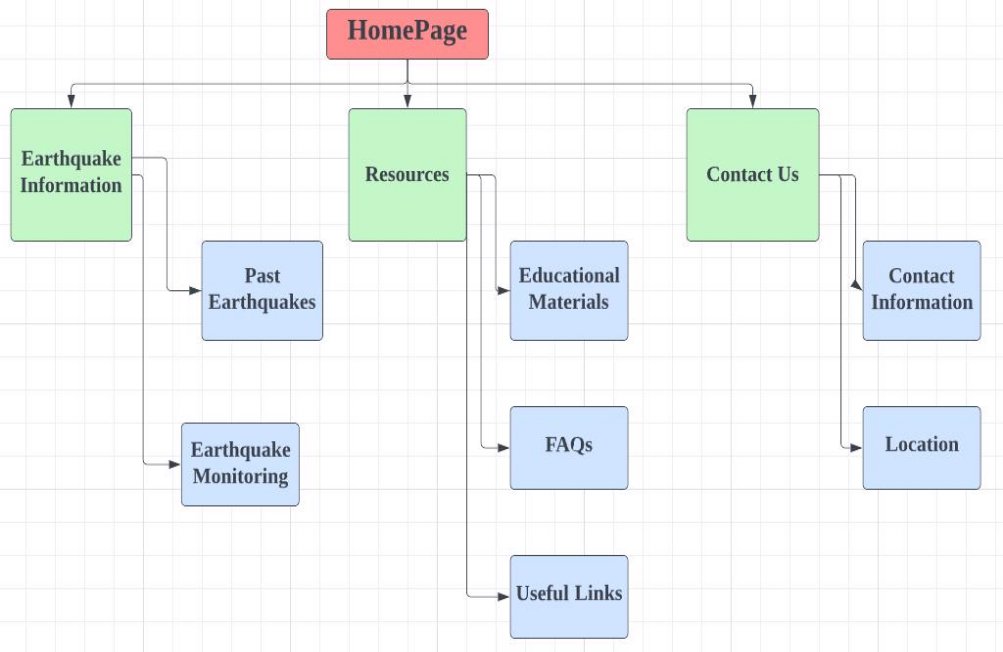 HomePage
Earthquake
Information
Resources
Contact Us
Past
Earthquakes
Educational
Materials
Contact
Information
Earthquake
Monitoring
FAQs
Location
Useful Links